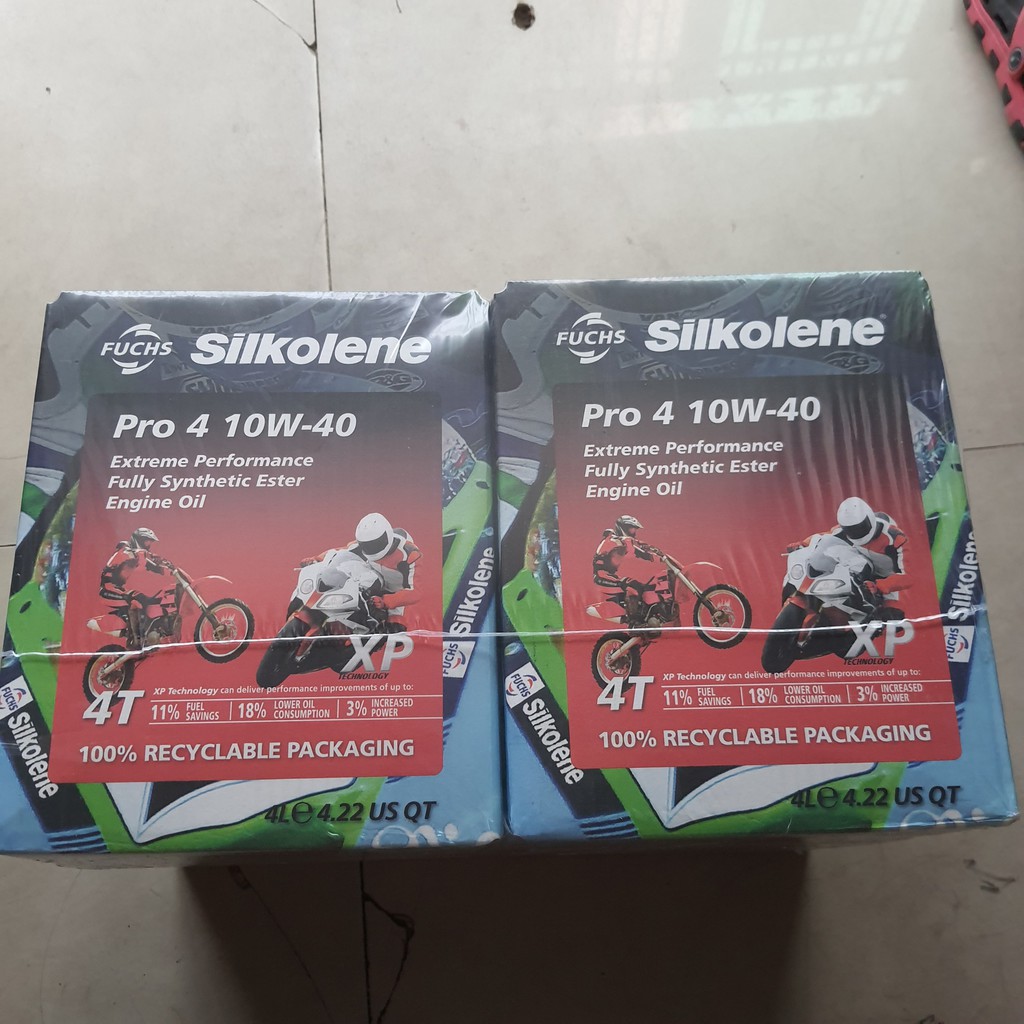 FUCHS Silkolene
Pro 4 10W-40
Extreme Performance
Fully Synthetic Ester
Engine Oil
XP
TECHNOLOGY
4T
XP Technology can deliver performance improvements of up to:
11% FUEL SAVINGS | 18% LOWER OIL CONSUMPTION | 3% INCREASED POWER
100% RECYCLABLE PACKAGING
4L℮ 4.22 US QT
FUCHS Silkolene
FUCHS Silkolene
FUCHS Silkolene®
Pro 4 10W-40
Extreme Performance
Fully Synthetic Ester
Engine Oil
XP
TECHNOLOGY
4T
XP Technology can deliver performance improvements of up to:
11% FUEL SAVINGS | 18% LOWER OIL CONSUMPTION | 3% INCREASED POWER
100% RECYCLABLE PACKAGING
4L℮ 4.22 US QT
FUCHS Silkolene
FUCHS Silkolene